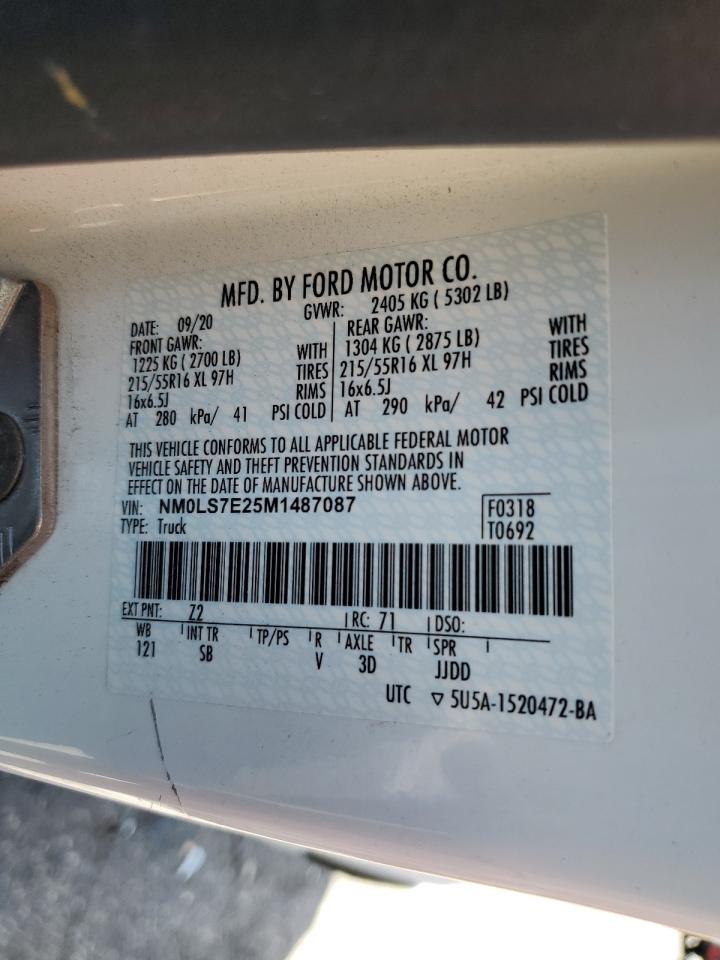 MFD. BY FORD MOTOR CO.
DATE: 09/20 GVWR: 2405 KG ( 5302 LB)
FRONT GAWR: REAR GAWR:
1225 KG ( 2700 LB) WITH 1304 KG ( 2875 LB) WITH
215/55R16 XL 97H TIRES 215/55R16 XL 97H TIRES
16x6.5J RIMS 16x6.5J RIMS
AT 280 kPa/ 41 PSI COLD AT 290 kPa/ 42 PSI COLD
THIS VEHICLE CONFORMS TO ALL APPLICABLE FEDERAL MOTOR
VEHICLE SAFETY AND THEFT PREVENTION STANDARDS IN
EFFECT ON THE DATE OF MANUFACTURE SHOWN ABOVE.
VIN: NM0LS7E25M1487087 F0318
TYPE: Truck T0692
EXT PNT: Z2 RC: 71 DSO:
WB INT TR TP/PS R AXLE TR SPR
121 SB V 3D JJDD
UTC ▽ 5U5A-1520472-BA